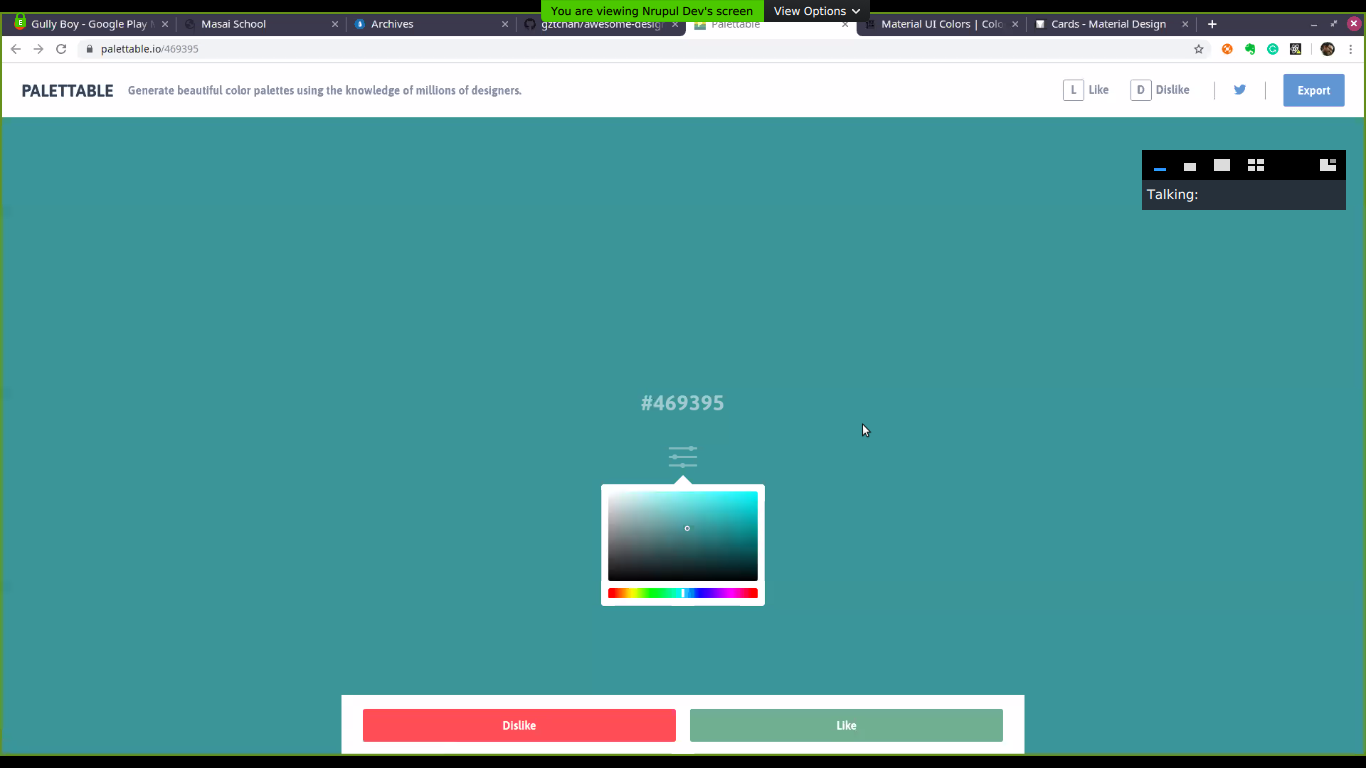 You are viewing Nrupul Dev's screen View Options
Gully Boy - Google Play Masai School Archives gztchan/awesome-desig Palettable Material UI Colors | Colo Cards - Material Design
palettable.io/469395
PALETTABLE Generate beautiful color palettes using the knowledge of millions of designers. L Like D Dislike Export
Talking:
#469395
Dislike Like